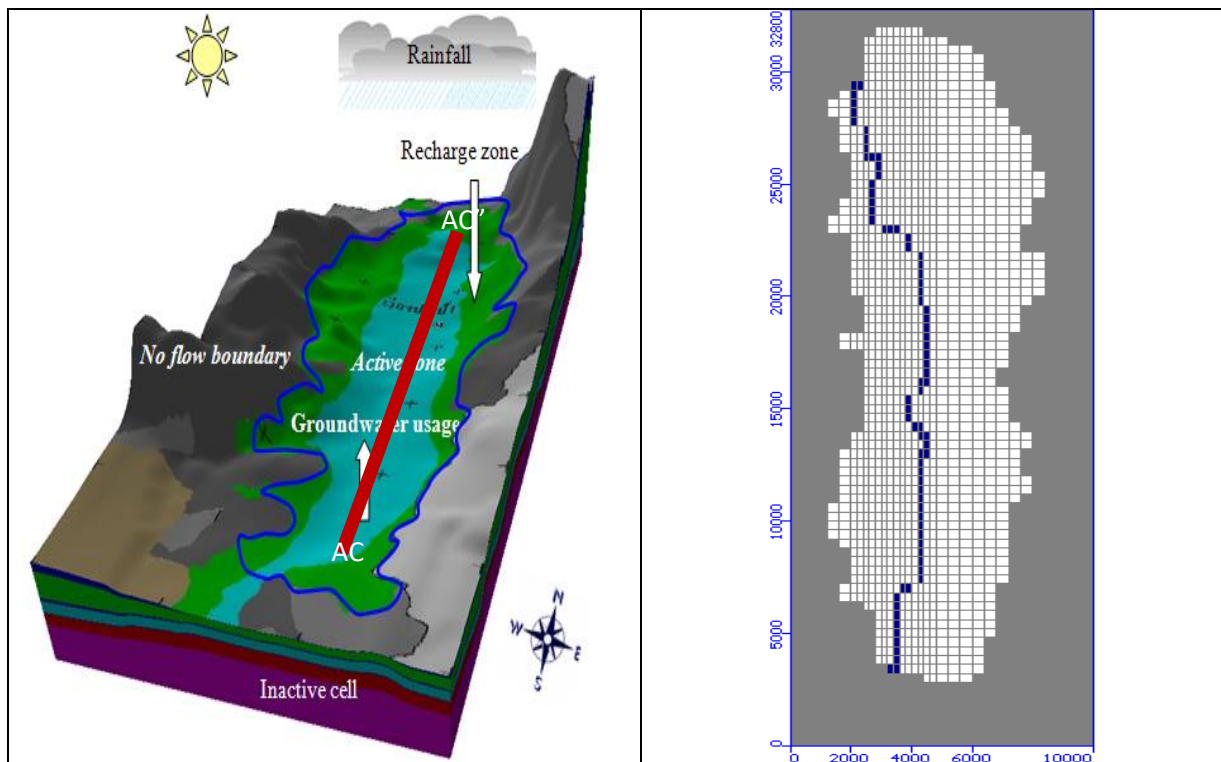 Rainfall
Recharge zone
AC’
No flow boundary
Active zone
Groundwater usage
AC
N
W
E
S
Inactive cell
32800
30000
25000
20000
15000
10000
5000
0
0 2000 4000 6000 10000